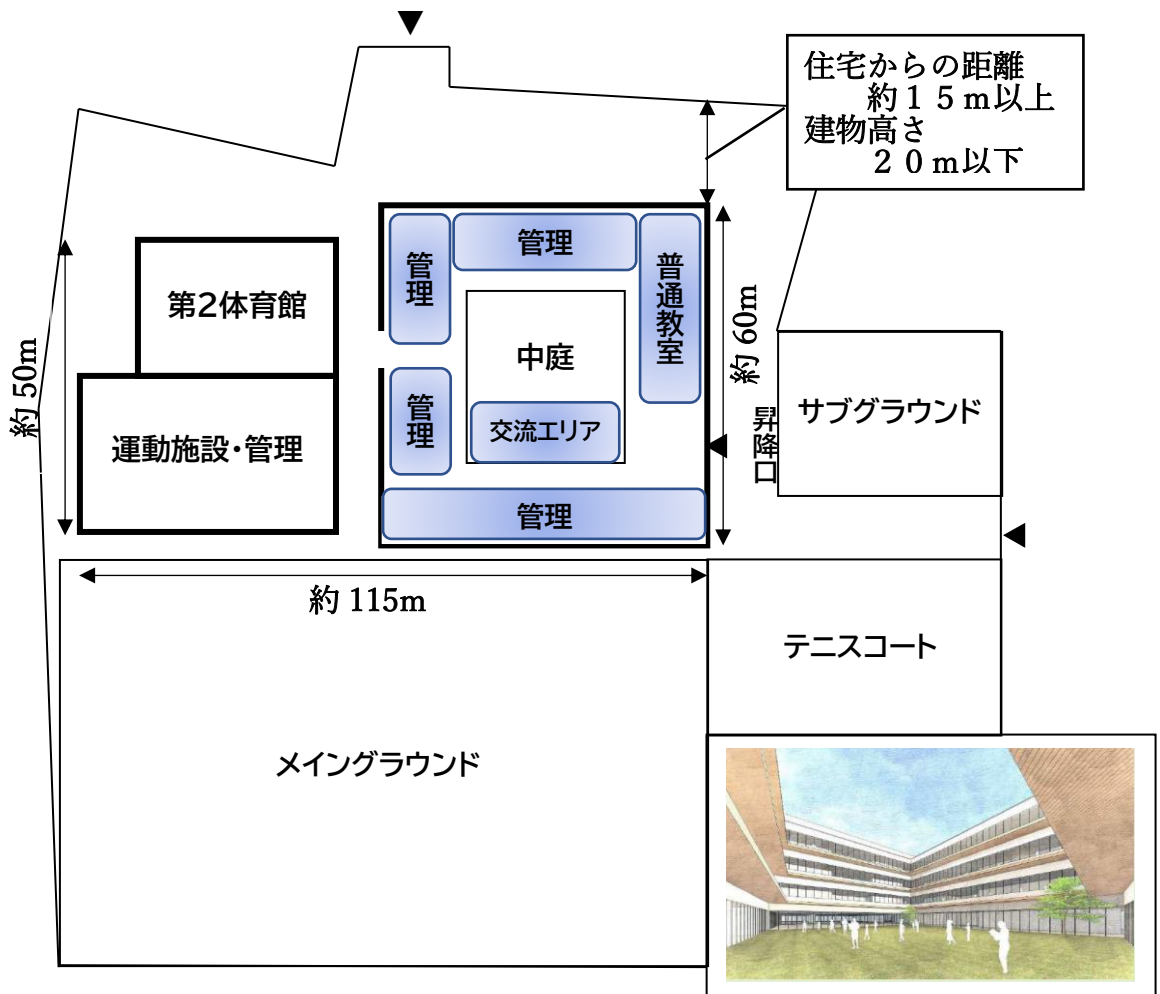 住宅からの距離
約15m以上
建物高さ
20m以下
管理
管理
普通教室
第2体育館
中庭
約 60m
約 50m
サブグラウンド
管理
交流エリア
昇降口
運動施設・管理
管理
約 115m
テニスコート
メイングラウンド